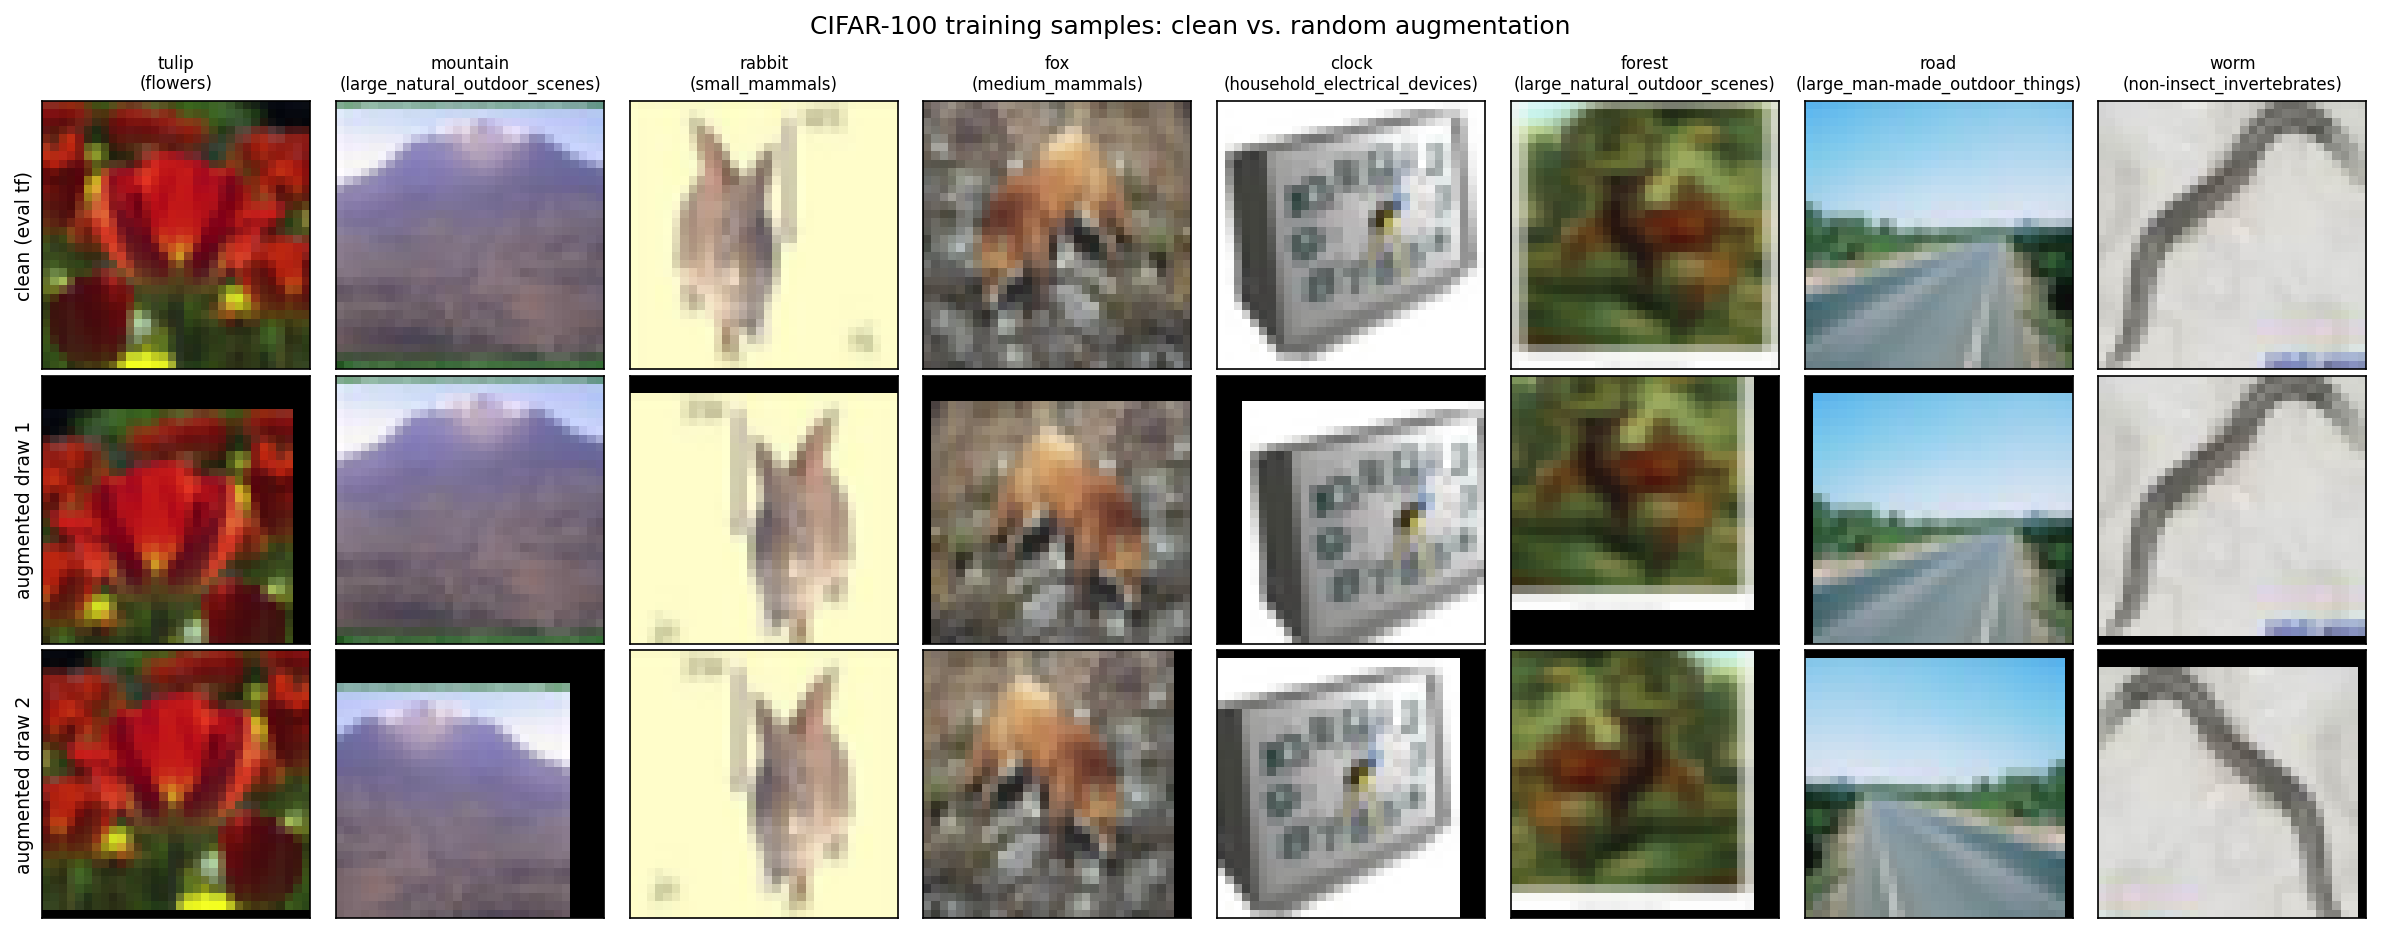 CIFAR-100 training samples: clean vs. random augmentation
tulip
(flowers)
mountain
(large_natural_outdoor_scenes)
rabbit
(small_mammals)
fox
(medium_mammals)
clock
(household_electrical_devices)
forest
(large_natural_outdoor_scenes)
road
(large_man-made_outdoor_things)
worm
(non-insect_invertebrates)
clean (eval tf)
augmented draw 1
augmented draw 2